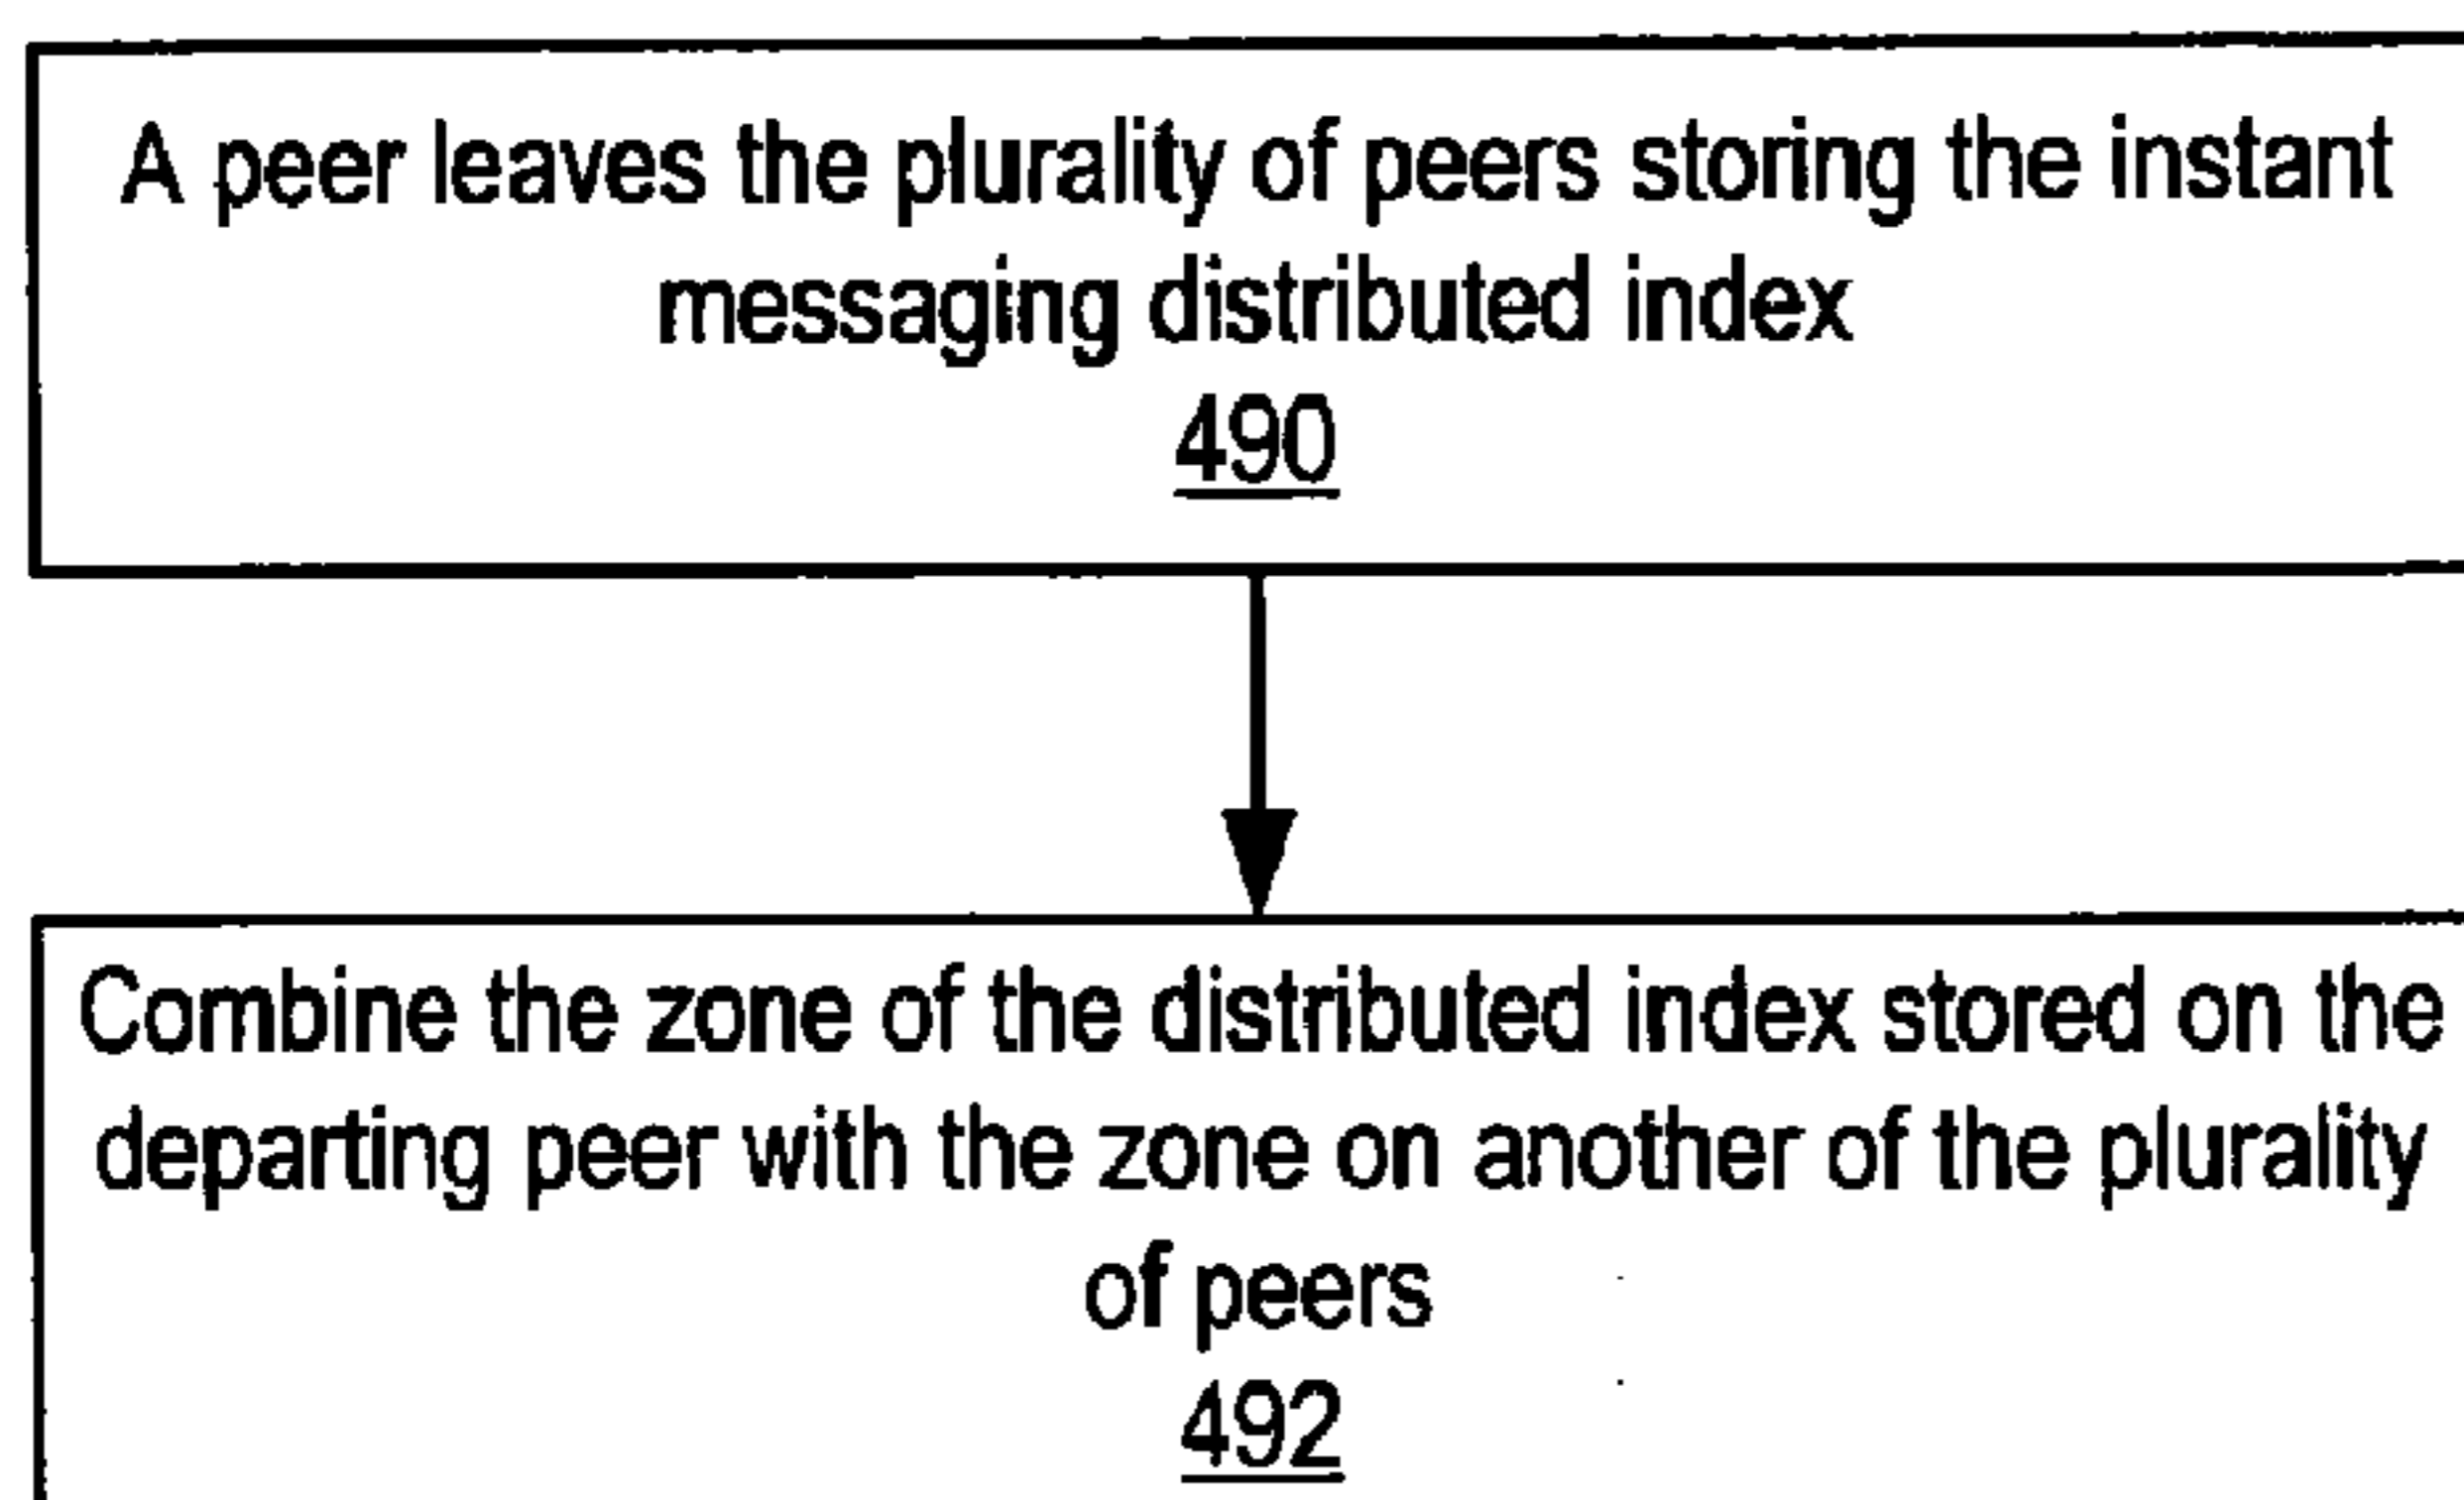 A peer leaves the plurality of peers storing the instant
messaging distributed index
490
Combine the zone of the distributed index stored on the
departing peer with the zone on another of the plurality
of peers
492